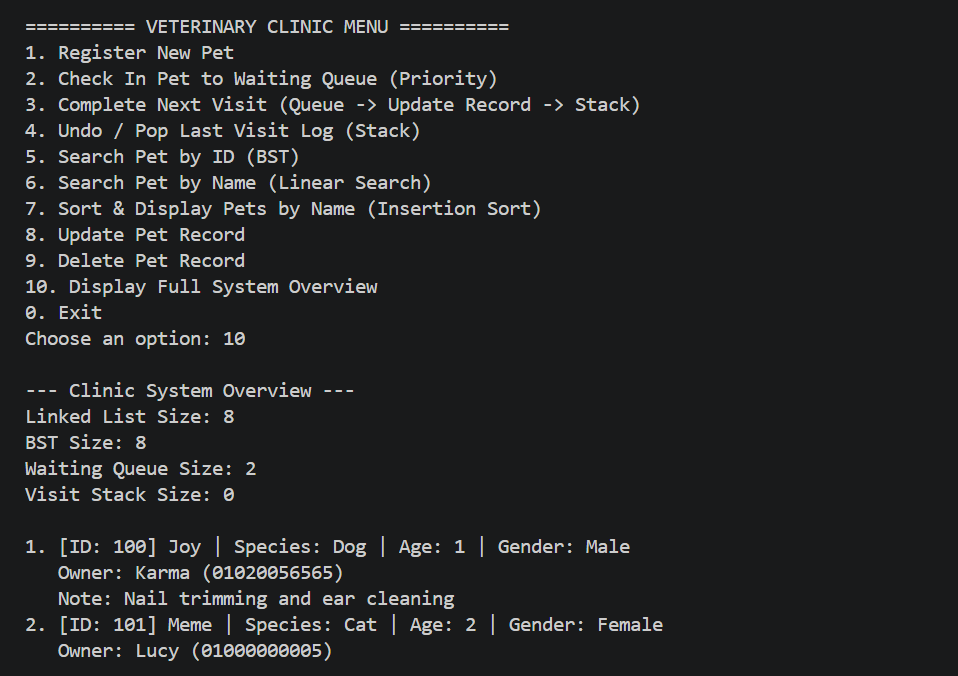 ========== VETERINARY CLINIC MENU ==========
1. Register New Pet
2. Check In Pet to Waiting Queue (Priority)
3. Complete Next Visit (Queue -> Update Record -> Stack)
4. Undo / Pop Last Visit Log (Stack)
5. Search Pet by ID (BST)
6. Search Pet by Name (Linear Search)
7. Sort & Display Pets by Name (Insertion Sort)
8. Update Pet Record
9. Delete Pet Record
10. Display Full System Overview
0. Exit
Choose an option: 10
--- Clinic System Overview ---
Linked List Size: 8
BST Size: 8
Waiting Queue Size: 2
Visit Stack Size: 0
1. [ID: 100] Joy | Species: Dog | Age: 1 | Gender: Male
Owner: Karma (01020056565)
Note: Nail trimming and ear cleaning
2. [ID: 101] Meme | Species: Cat | Age: 2 | Gender: Female
Owner: Lucy (01000000005)